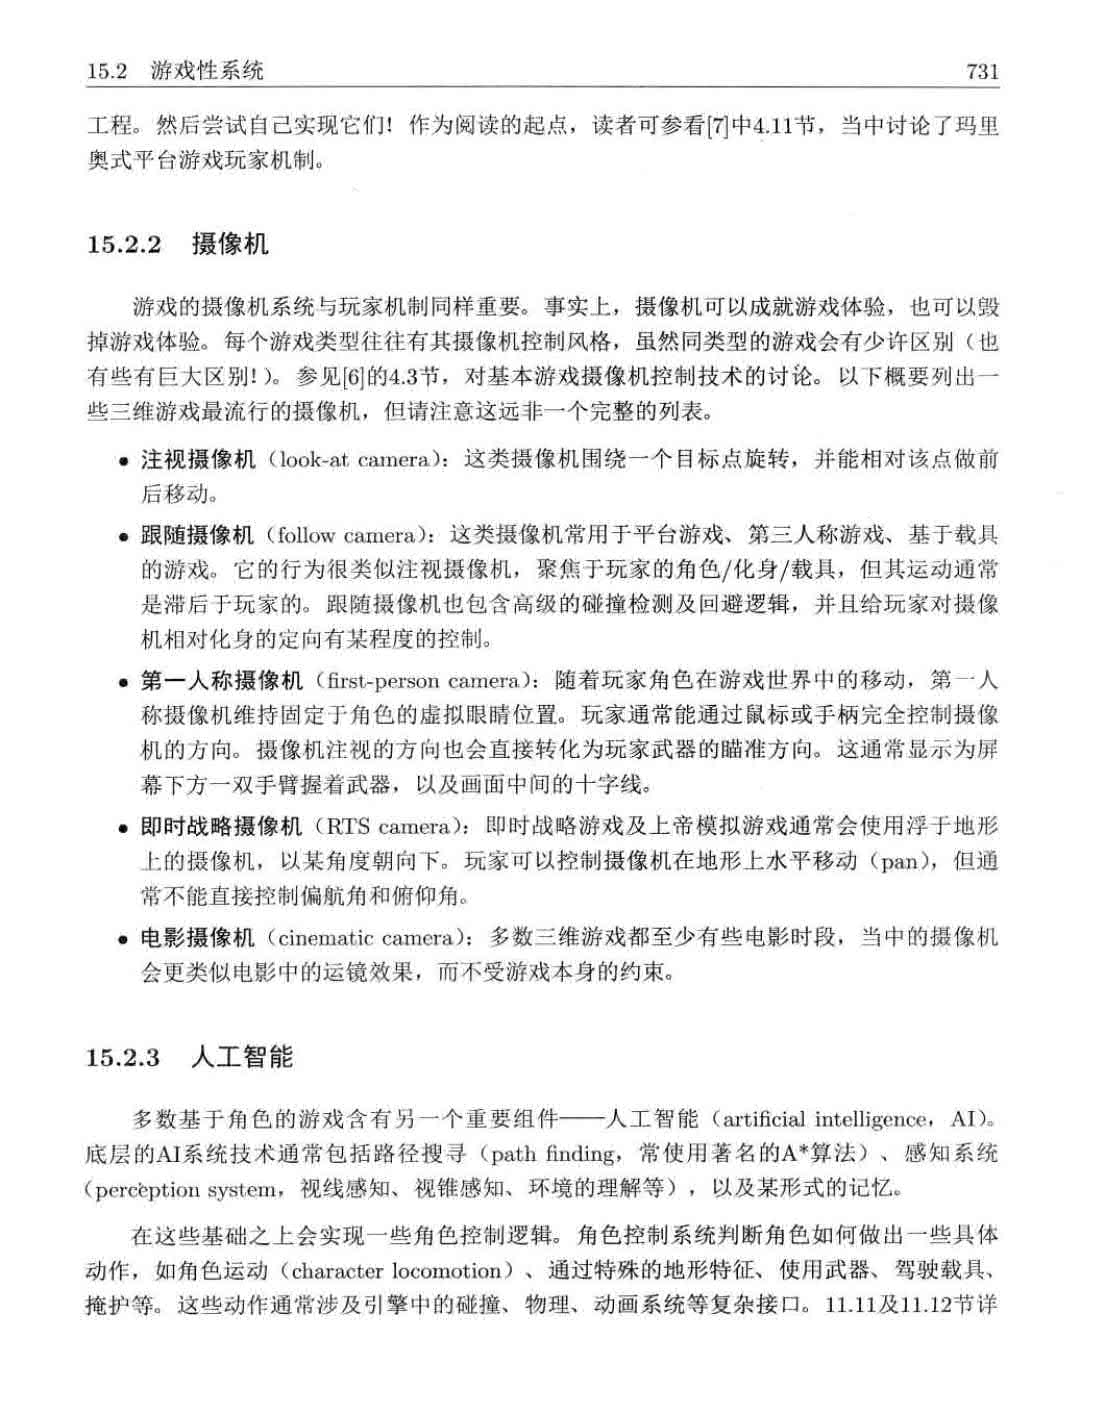 15.2 游戏性系统 731
工程。然后尝试自己实现它们！作为阅读的起点，读者可参看[7]中4.11节，当中讨论了玛里
奥式平台游戏玩家机制。
15.2.2 摄像机
游戏的摄像机系统与玩家机制同样重要。事实上，摄像机可以成就游戏体验，也可以毁
掉游戏体验。每个游戏类型往往有其摄像机控制风格，虽然同类型的游戏会有少许区别（也
有些有巨大区别！）。参见[6]的4.3节，对基本游戏摄像机控制技术的讨论。以下概要列出一
些三维游戏最流行的摄像机，但请注意这远非一个完整的列表。
● 注视摄像机（look-at camera）：这类摄像机围绕一个目标点旋转，并能相对该点做前
后移动。
● 跟随摄像机（follow camera）：这类摄像机常用于平台游戏、第三人称游戏、基于载具
的游戏。它的行为很类似注视摄像机，聚焦于玩家的角色/化身/载具，但其运动通常
是滞后于玩家的。跟随摄像机也包含高级的碰撞检测及回避逻辑，并且给玩家对摄像
机相对化身的定向有某程度的控制。
● 第一人称摄像机（first-person camera）：随着玩家角色在游戏世界中的移动，第一人
称摄像机维持固定于角色的虚拟眼睛位置。玩家通常能通过鼠标或手柄完全控制摄像
机的方向。摄像机注视的方向也会直接转化为玩家武器的瞄准方向。这通常显示为屏
幕下方一双手臂握着武器，以及画面中间的十字线。
● 即时战略摄像机（RTS camera）：即时战略游戏及上帝模拟游戏通常会使用浮于地形
上的摄像机，以某角度朝向下。玩家可以控制摄像机在地形上水平移动（pan），但通
常不能直接控制偏航角和俯仰角。
● 电影摄像机（cinematic camera）：多数三维游戏都至少有些电影时段，当中的摄像机
会更类似电影中的运镜效果，而不受游戏本身的约束。
15.2.3 人工智能
多数基于角色的游戏含有另一个重要组件——人工智能（artificial intelligence，AI）。
底层的AI系统技术通常包括路径搜寻（path finding，常使用著名的A*算法）、感知系统
（perception system，视线感知、视锥感知、环境的理解等），以及某形式的记忆。
在这些基础之上会实现一些角色控制逻辑。角色控制系统判断角色如何做出一些具体
动作，如角色运动（character locomotion）、通过特殊的地形特征、使用武器、驾驶载具、
掩护等。这些动作通常涉及引擎中的碰撞、物理、动画系统等复杂接口。11.11及11.12节详